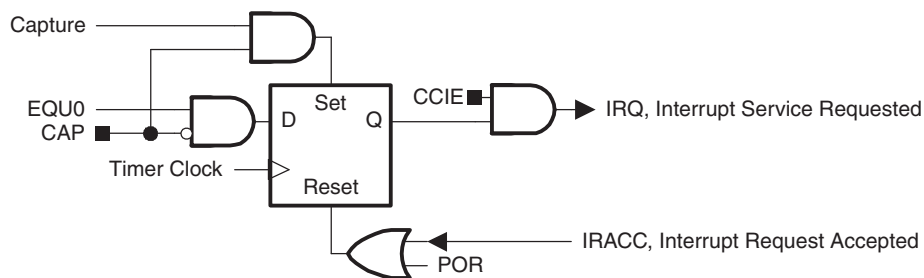 Capture
EQU0
CAP
Timer Clock
Set
D
Q
Reset
CCIE
IRQ, Interrupt Service Requested
IRACC, Interrupt Request Accepted
POR